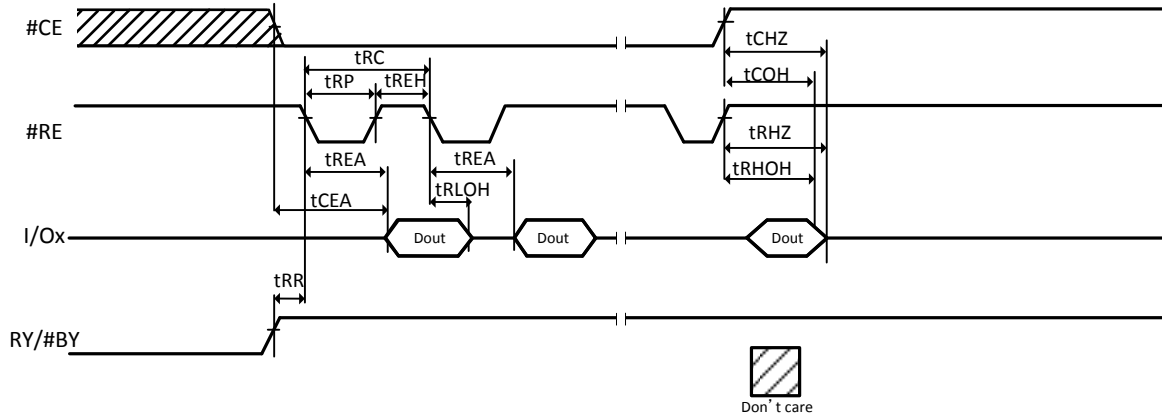 #CE
tCHZ
tRC
tCOH
tRP
tREH
#RE
tRHZ
tREA
tREA
tRHOH
tRLOH
tCEA
I/Ox
Dout
Dout
Dout
tRR
RY/#BY
Don't care